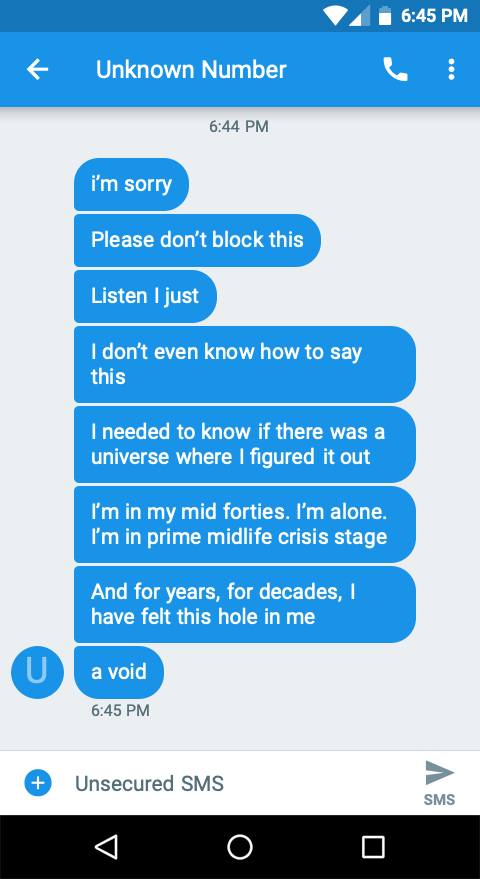 6:45 PM
Unknown Number
6:44 PM
i'm sorry
Please don't block this
Listen I just
I don't even know how to say
this
I needed to know if there was a
universe where I figured it out
I'm in my mid forties. I'm alone.
I'm in prime midlife crisis stage
And for years, for decades, I
have felt this hole in me
U
a void
6:45 PM
Unsecured SMS
SMS